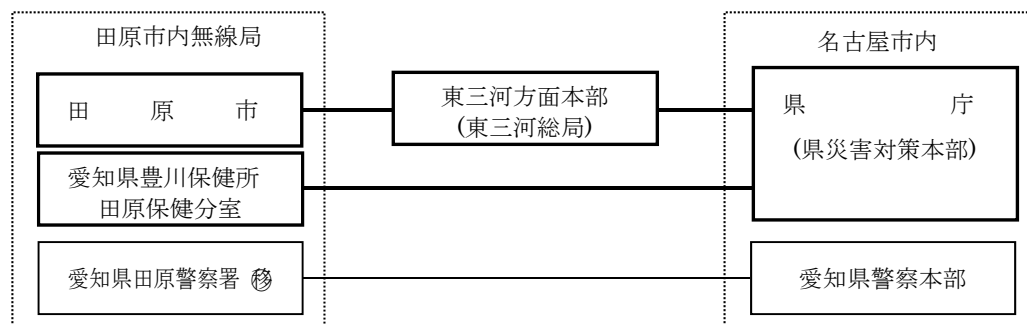 田原市内無線局
名古屋市内
田原市
東三河方面本部
(東三河総局)
県庁
(県災害対策本部)
愛知県豊川保健所
田原保健分室
愛知県田原警察署 ㋑移
愛知県警察本部